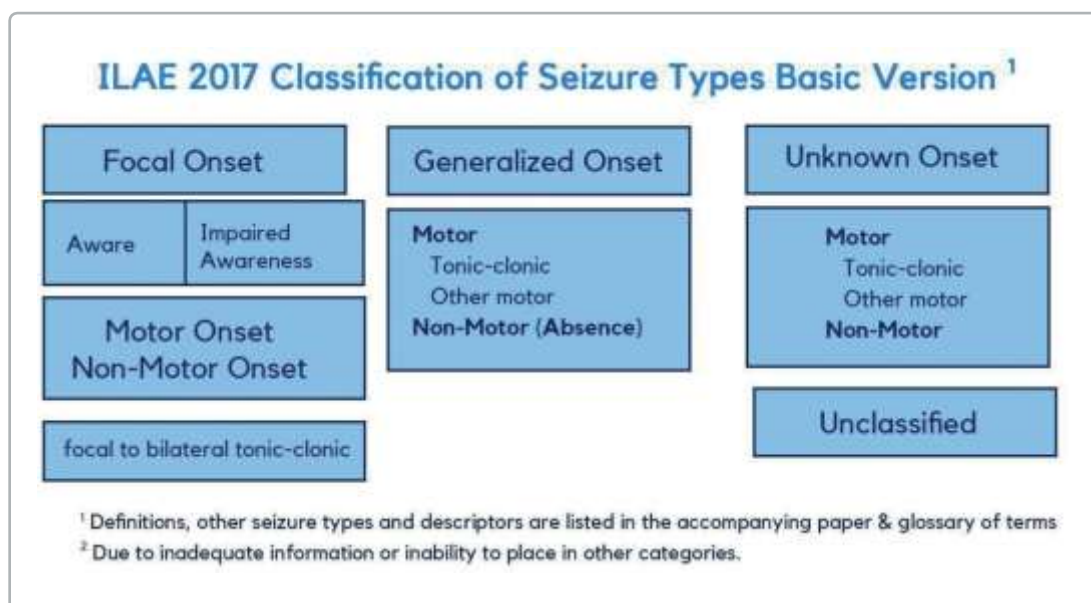 ILAE 2017 Classification of Seizure Types Basic Version ¹
Focal Onset
Aware
Impaired
Awareness
Motor Onset
Non-Motor Onset
focal to bilateral tonic-clonic
Generalized Onset
Motor
Tonic-clonic
Other motor
Non-Motor (Absence)
Unknown Onset
Motor
Tonic-clonic
Other motor
Non-Motor
Unclassified
¹ Definitions, other seizure types and descriptors are listed in the accompanying paper & glossary of terms
² Due to inadequate information or inability to place in other categories.